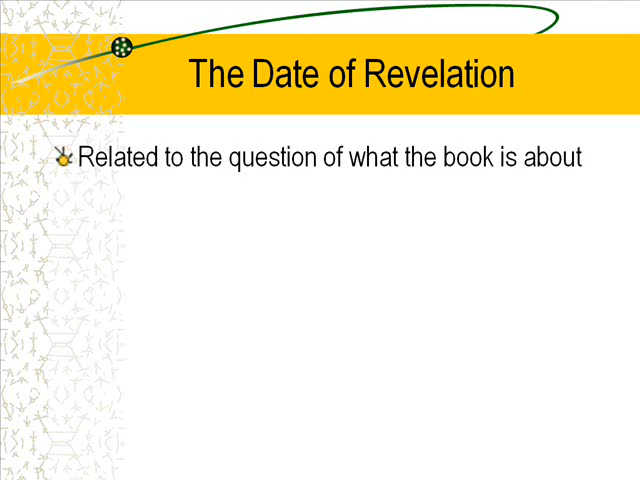 The Date of Revelation
Related to the question of what the book is about